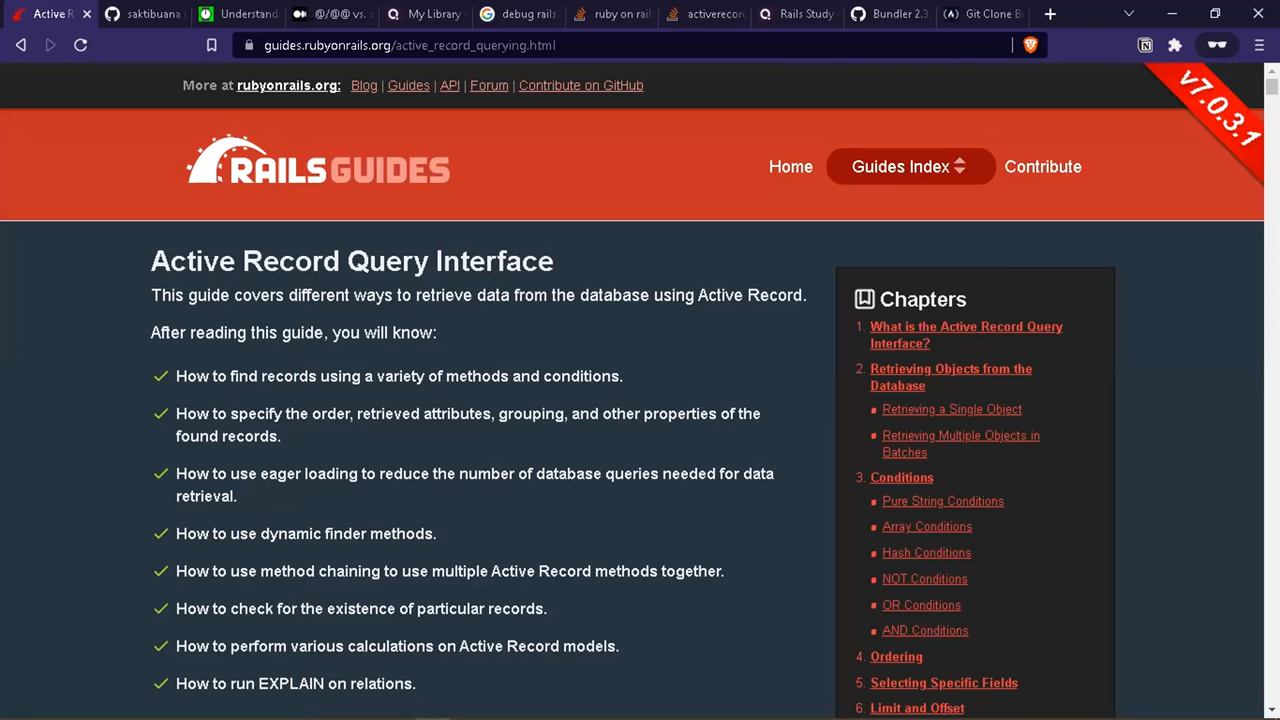 Active R
saktibuana
Understand
@/@@ vs.
My Library -
debug rails
ruby on rail
activerecord
Rails Study
Bundler 2.3.
Git Clone Br
guides.rubyonrails.org/active_record_querying.html
More at rubyonrails.org: Blog | Guides | API | Forum | Contribute on GitHub
v7.0.3.1
RAILSGUIDES
Home
Guides Index
Contribute
Active Record Query Interface
This guide covers different ways to retrieve data from the database using Active Record.
After reading this guide, you will know:
How to find records using a variety of methods and conditions.
How to specify the order, retrieved attributes, grouping, and other properties of the
found records.
How to use eager loading to reduce the number of database queries needed for data
retrieval.
How to use dynamic finder methods.
How to use method chaining to use multiple Active Record methods together.
How to check for the existence of particular records.
How to perform various calculations on Active Record models.
How to run EXPLAIN on relations.
Chapters
1. What is the Active Record Query
Interface?
2. Retrieving Objects from the
Database
Retrieving a Single Object
Retrieving Multiple Objects in
Batches
3. Conditions
Pure String Conditions
Array Conditions
Hash Conditions
NOT Conditions
OR Conditions
AND Conditions
4. Ordering
5. Selecting Specific Fields
6. Limit and Offset